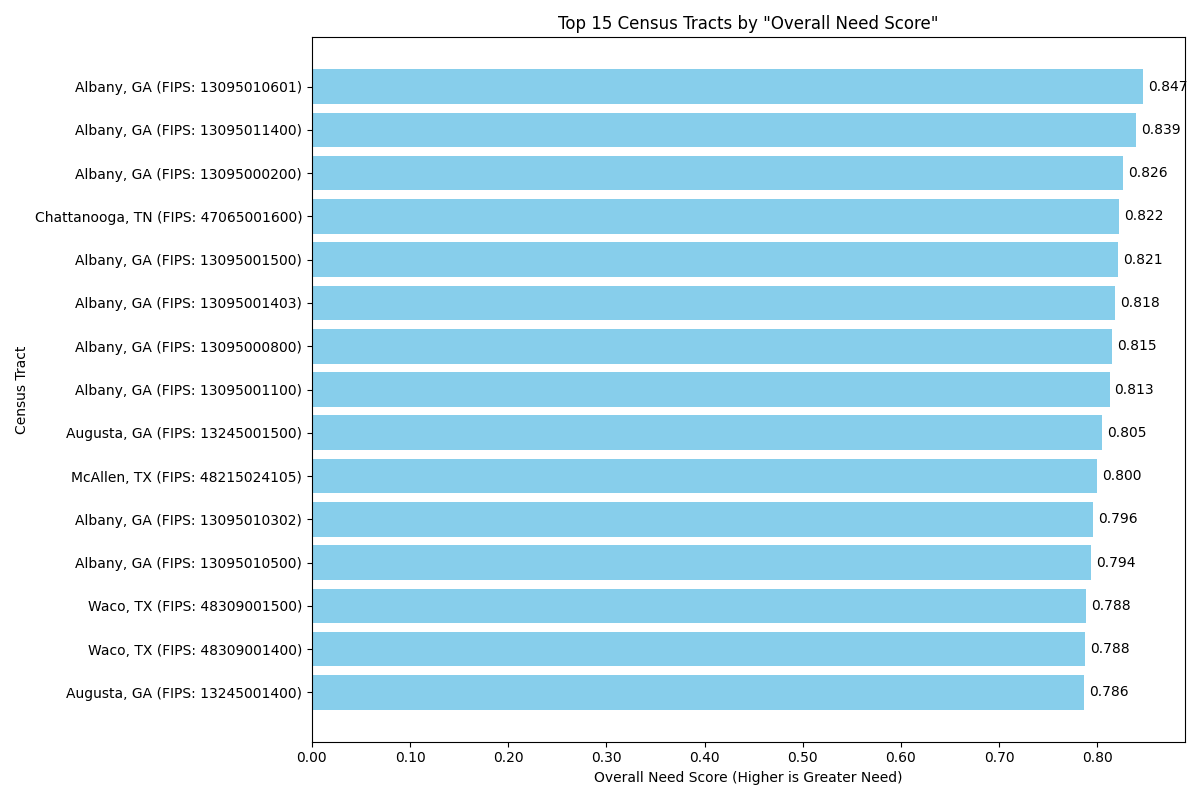 Top 15 Census Tracts by "Overall Need Score"
Albany, GA (FIPS: 13095010601) 0.847
Albany, GA (FIPS: 13095011400) 0.839
Albany, GA (FIPS: 13095000200) 0.826
Chattanooga, TN (FIPS: 47065001600) 0.822
Albany, GA (FIPS: 13095001500) 0.821
Albany, GA (FIPS: 13095001403) 0.818
Albany, GA (FIPS: 13095000800) 0.815
Albany, GA (FIPS: 13095001100) 0.813
Augusta, GA (FIPS: 13245001500) 0.805
McAllen, TX (FIPS: 48215024105) 0.800
Albany, GA (FIPS: 13095010302) 0.796
Albany, GA (FIPS: 13095010500) 0.794
Waco, TX (FIPS: 48309001500) 0.788
Waco, TX (FIPS: 48309001400) 0.788
Augusta, GA (FIPS: 13245001400) 0.786
Census Tract
0.00 0.10 0.20 0.30 0.40 0.50 0.60 0.70 0.80
Overall Need Score (Higher is Greater Need)